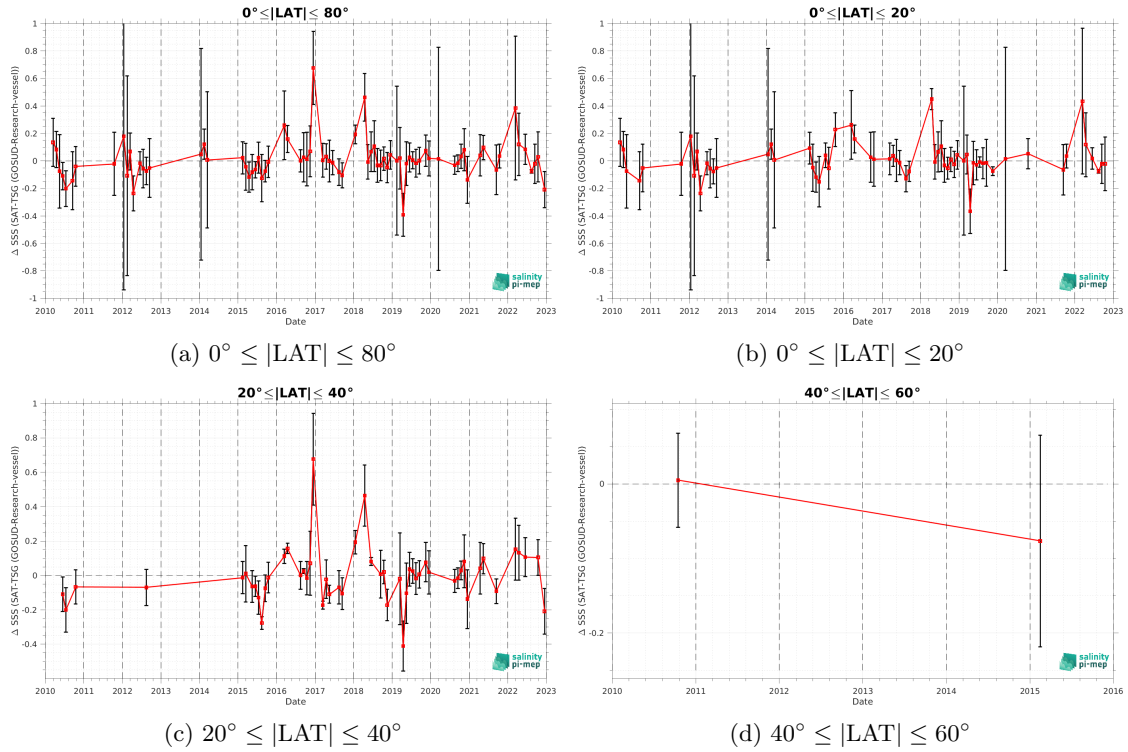 0°≤|LAT|≤ 80°
Δ SSS (SAT-TSG (GOSUD-Research-vessel))
1
0.8
0.6
0.4
0.2
0
-0.2
-0.4
-0.6
-0.8
-1
2010 2011 2012 2013 2014 2015 2016 2017 2018 2019 2020 2021 2022 2023
Date
salinity
pi-mep
(a) 0° ≤ |LAT| ≤ 80°
0°≤|LAT|≤ 20°
Δ SSS (SAT-TSG (GOSUD-Research-vessel))
1
0.8
0.6
0.4
0.2
0
-0.2
-0.4
-0.6
-0.8
-1
2010 2011 2012 2013 2014 2015 2016 2017 2018 2019 2020 2021 2022 2023
Date
salinity
pi-mep
(b) 0° ≤ |LAT| ≤ 20°
20°≤|LAT|≤ 40°
Δ SSS (SAT-TSG (GOSUD-Research-vessel))
1
0.8
0.6
0.4
0.2
0
-0.2
-0.4
2010 2011 2012 2013 2014 2015 2016 2017 2018 2019 2020 2021 2022 2023
Date
salinity
pi-mep
(c) 20° ≤ |LAT| ≤ 40°
40°≤|LAT|≤ 60°
Δ SSS (SAT-TSG (GOSUD-Research-vessel))
0
-0.2
2010 2011 2012 2013 2014 2015 2016
Date
salinity
pi-mep
(d) 40° ≤ |LAT| ≤ 60°